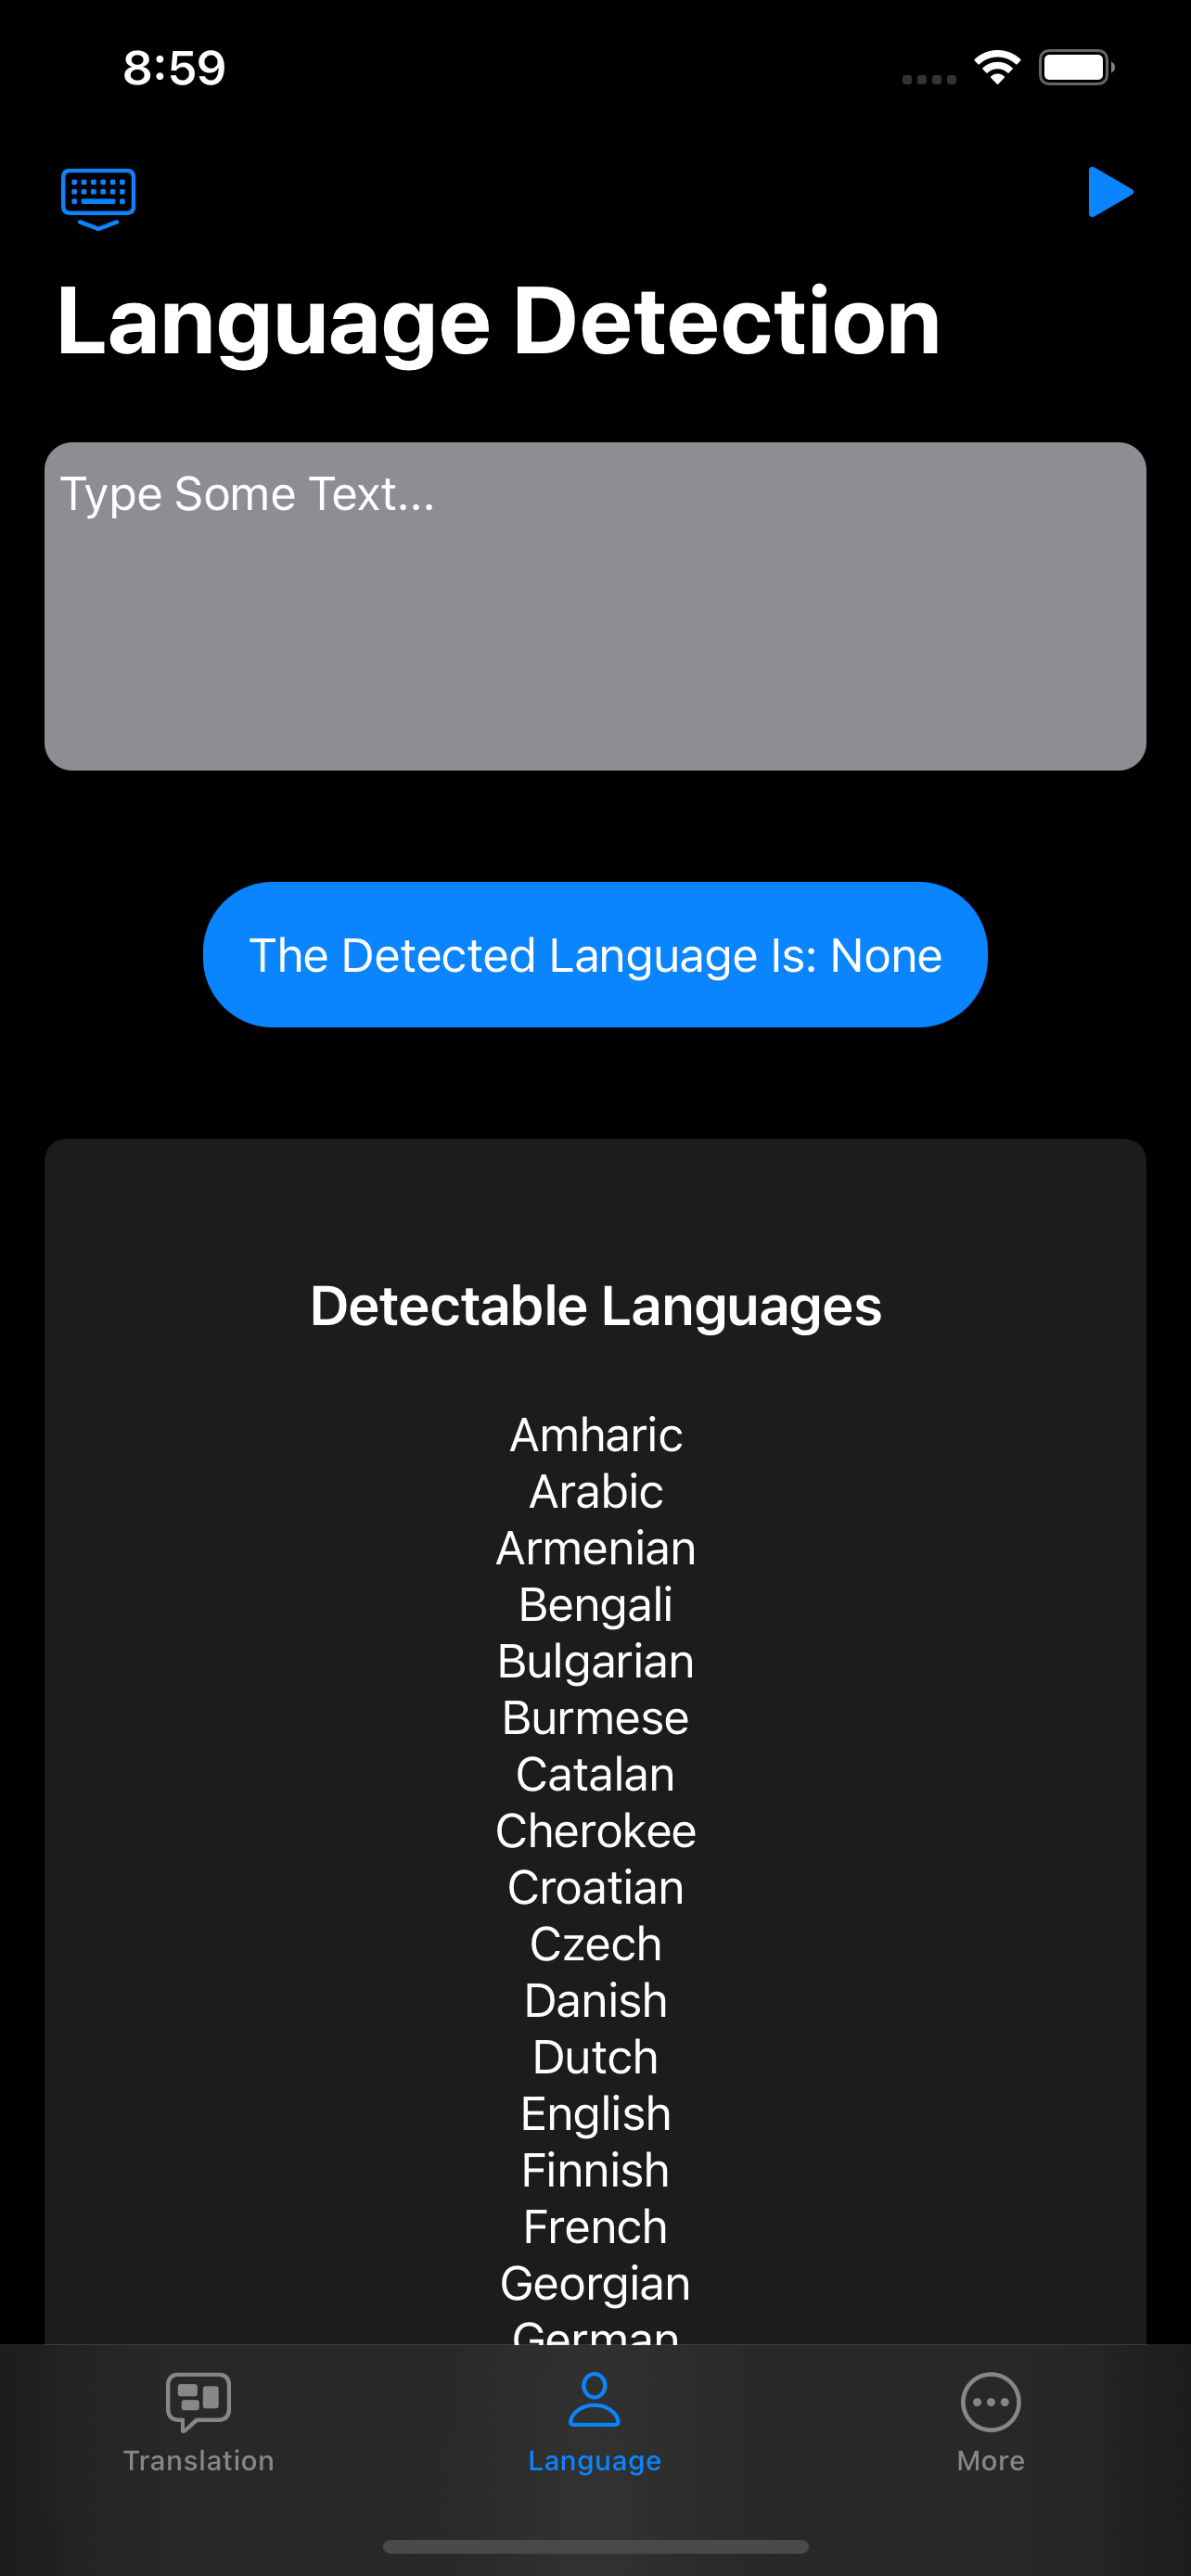 8:59
Language Detection
Type Some Text...
The Detected Language Is: None
Detectable Languages
Amharic
Arabic
Armenian
Bengali
Bulgarian
Burmese
Catalan
Cherokee
Croatian
Czech
Danish
Dutch
English
Finnish
French
Georgian
German
Translation
Language
More